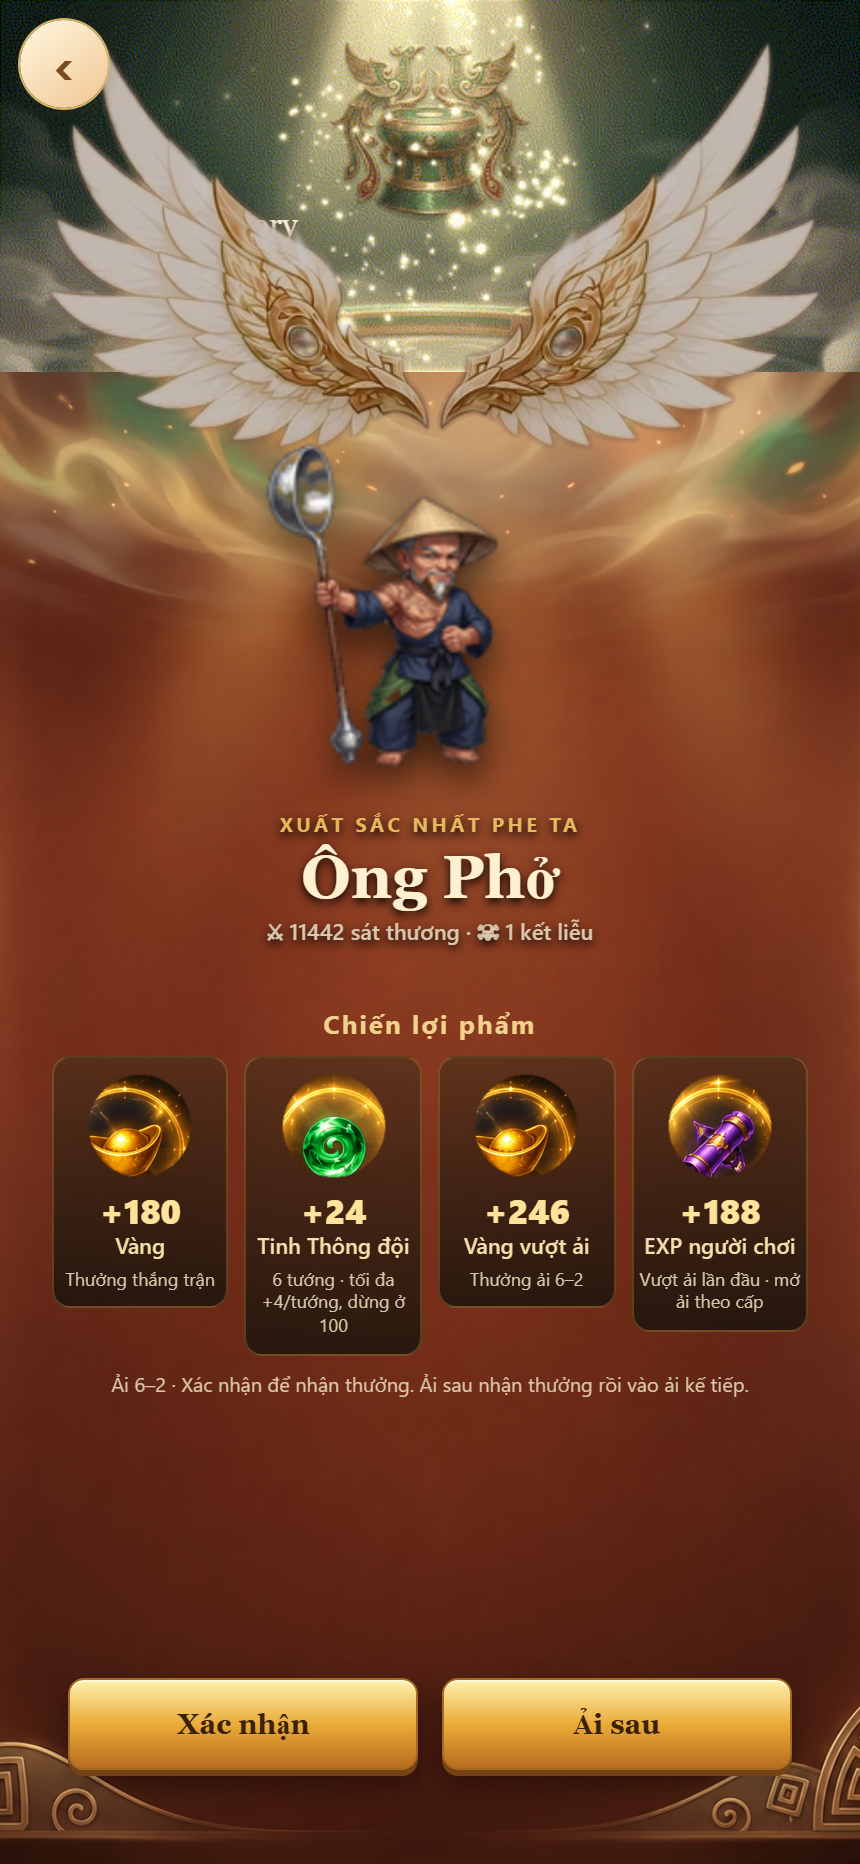 XUẤT SẮC NHẤT PHE TA
Ông Phở
11442 sát thương · 1 kết liễu
Chiến lợi phẩm
+180
Vàng
Thưởng thắng trận
+24
Tinh Thông đội
6 tướng · tối đa
+4/tướng, dừng ở
100
+246
Vàng vượt ải
Thưởng ải 6–2
+188
EXP người chơi
Vượt ải lần đầu · mở
ải theo cấp
Ải 6–2 · Xác nhận để nhận thưởng. Ải sau nhận thưởng rồi vào ải kế tiếp.
Xác nhận
Ải sau